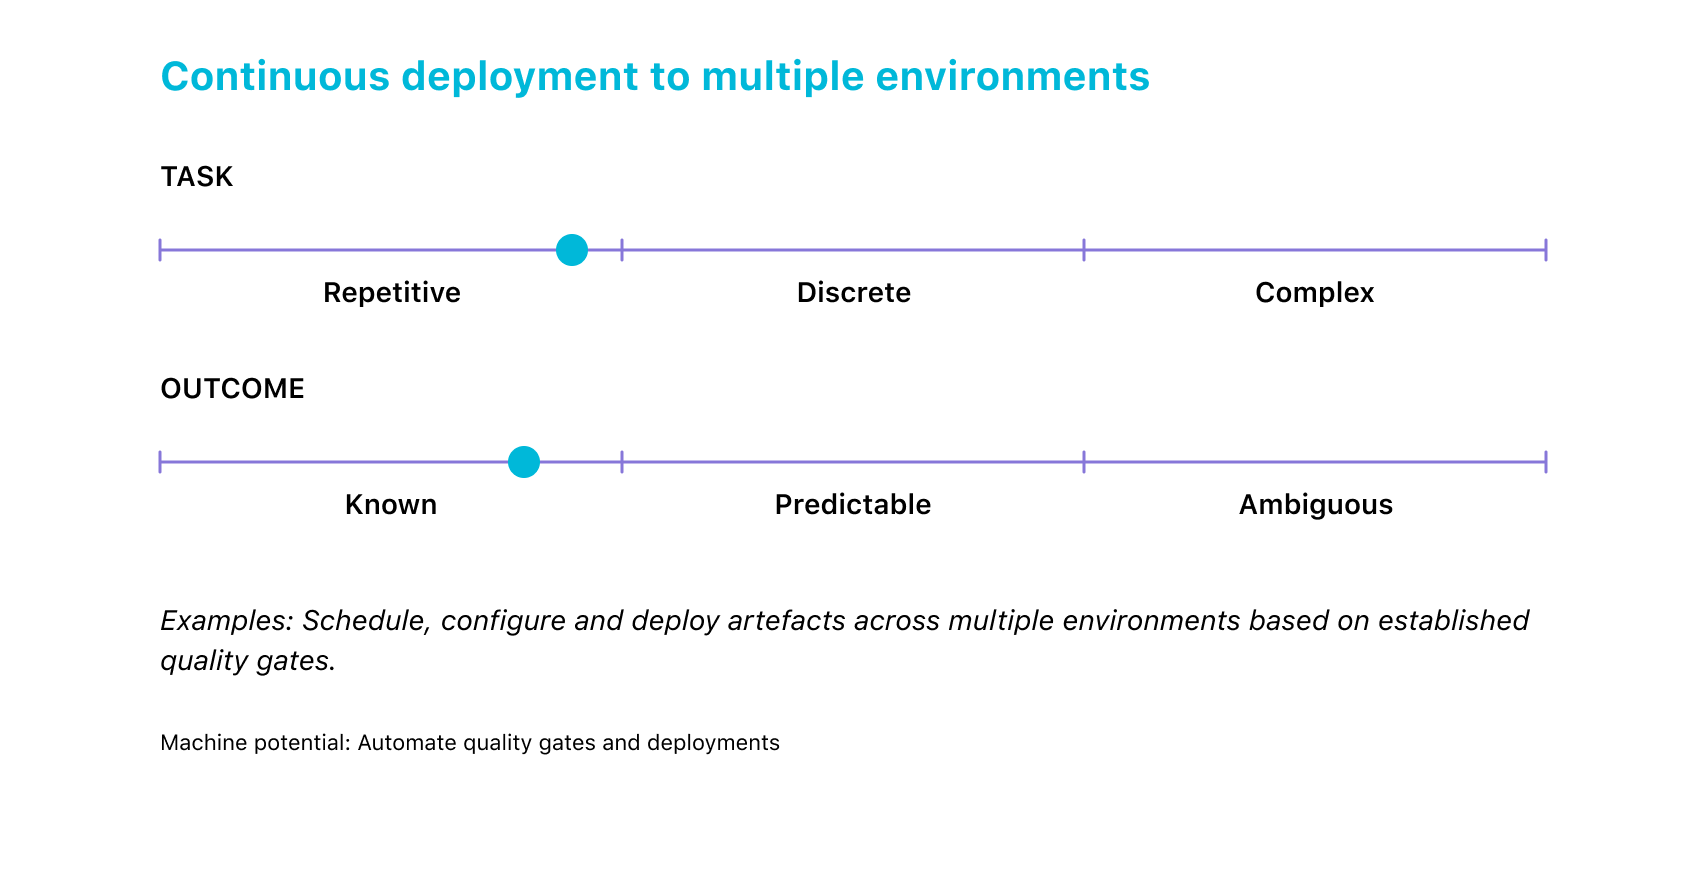 Continuous deployment to multiple environments
TASK
Repetitive
Discrete
Complex
OUTCOME
Known
Predictable
Ambiguous
Examples: Schedule, configure and deploy artefacts across multiple environments based on established
quality gates.
Machine potential: Automate quality gates and deployments